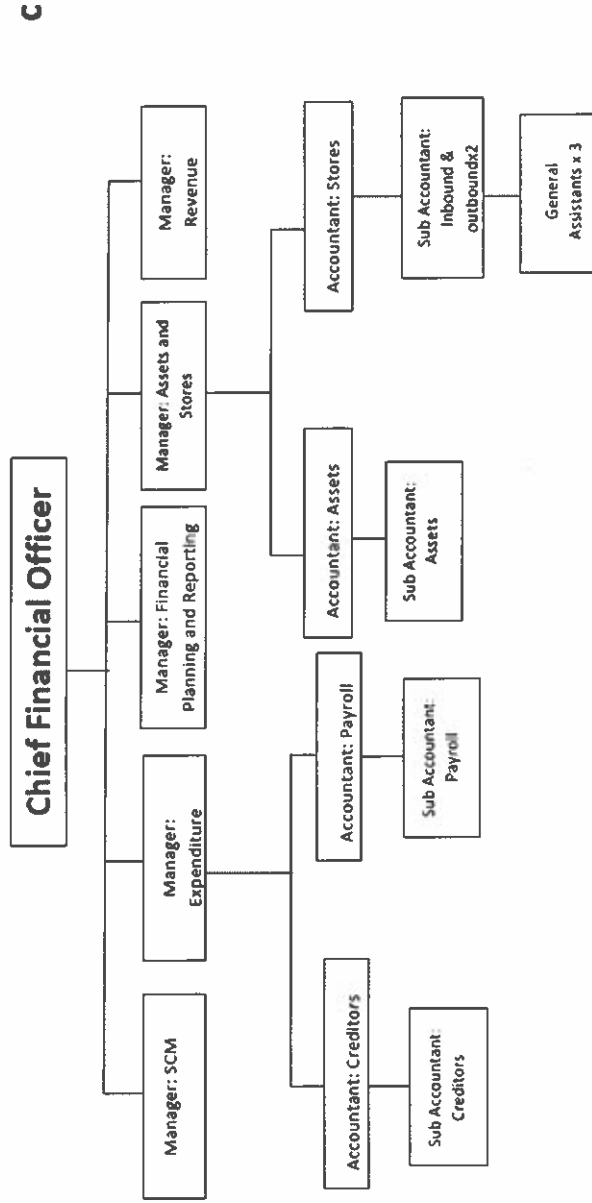 C
Chief Financial Officer
Manager: SCM
Manager:
Expenditure
Manager: Financial
Planning and Reporting
Manager: Assets and
Stores
Manager:
Revenue
Accountant: Creditors
Accountant: Payroll
Accountant: Assets
Accountant: Stores
Sub Accountant:
Creditors
Sub Accountant:
Payroll
Sub Accountant:
Assets
Sub Accountant:
Inbound &
outboundx2
General
Assistants x 3